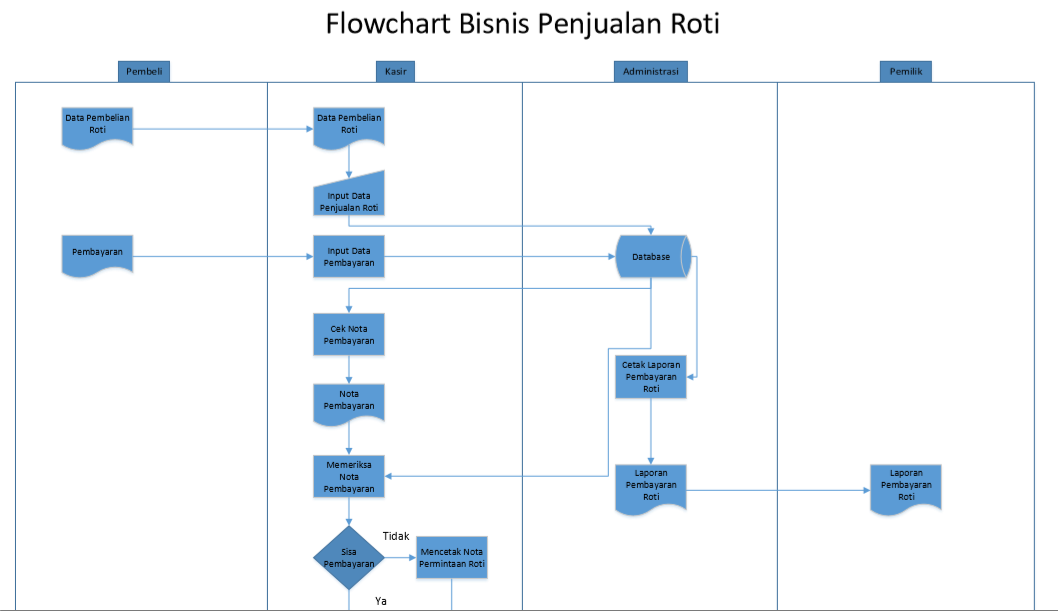 Flowchart Bisnis Penjualan Roti
Pembeli
Kasir
Administrasi
Pemilik
Data Pembelian
Roti
Data Pembelian
Roti
Input Data
Penjualan Roti
Pembayaran
Input Data
Pembayaran
Database
Cek Nota
Pembayaran
Cetak Laporan
Pembayaran
Roti
Nota
Pembayaran
Memeriksa
Nota
Pembayaran
Laporan
Pembayaran
Roti
Laporan
Pembayaran
Roti
Sisa
Pembayaran
Tidak
Mencetak Nota
Permintaan Roti
Ya